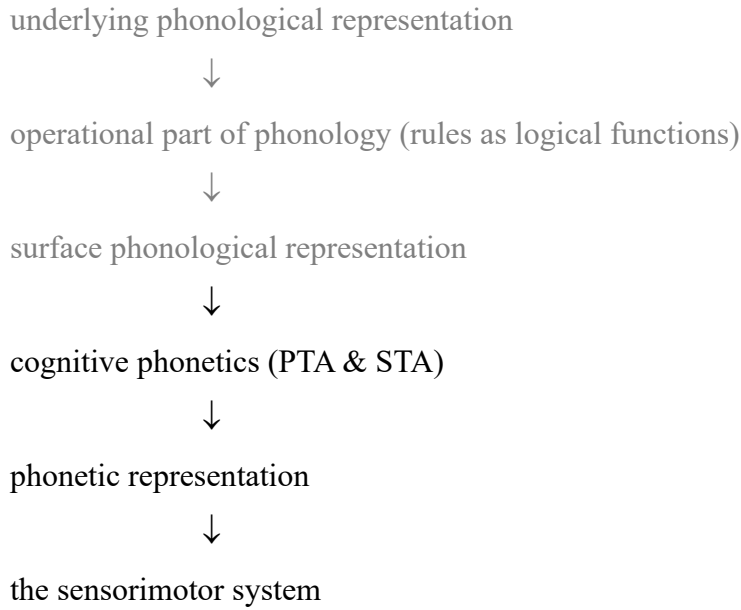 underlying phonological representation
↓
operational part of phonology (rules as logical functions)
↓
surface phonological representation
↓
cognitive phonetics (PTA & STA)
↓
phonetic representation
↓
the sensorimotor system